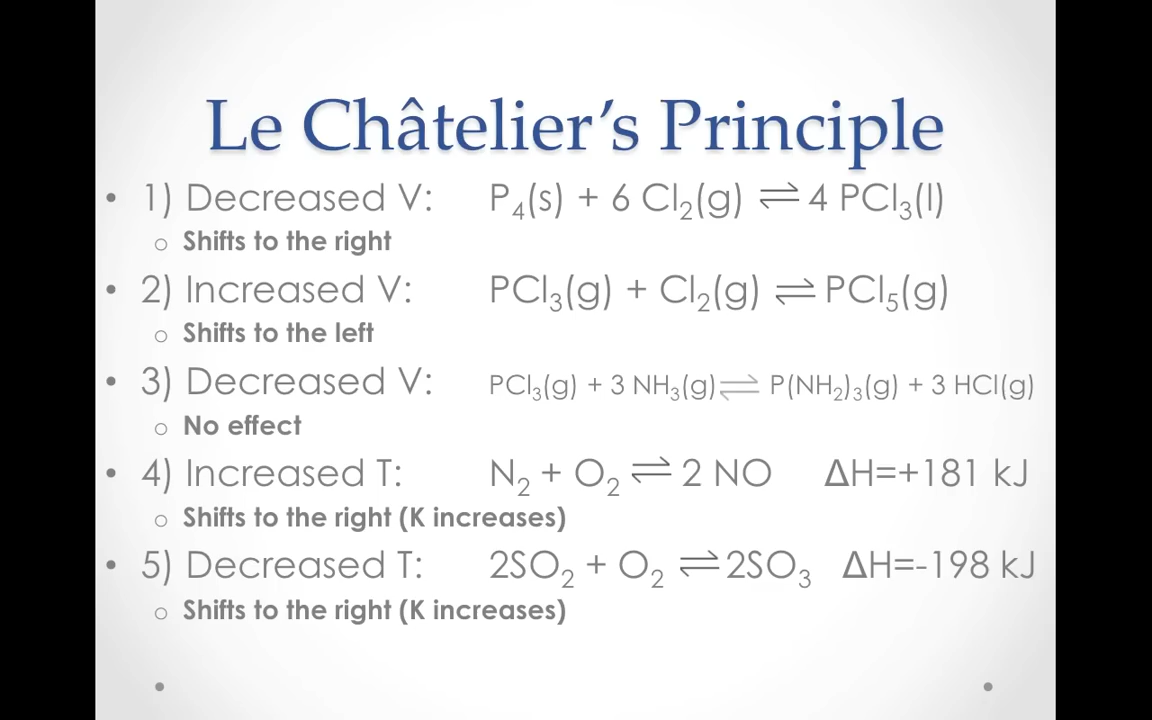 Le Châtelier’s Principle
• 1) Decreased V: P₄(s) + 6 Cl₂(g) ⇌ 4 PCl₃(l)
o Shifts to the right
• 2) Increased V: PCl₃(g) + Cl₂(g) ⇌ PCl₅(g)
o Shifts to the left
• 3) Decreased V: PCl₃(g) + 3 NH₃(g) ⇌ P(NH₂)₃(g) + 3 HCl(g)
o No effect
• 4) Increased T: N₂ + O₂ ⇌ 2 NO ΔH=+181 kJ
o Shifts to the right (K increases)
• 5) Decreased T: 2SO₂ + O₂ ⇌ 2SO₃ ΔH=-198 kJ
o Shifts to the right (K increases)